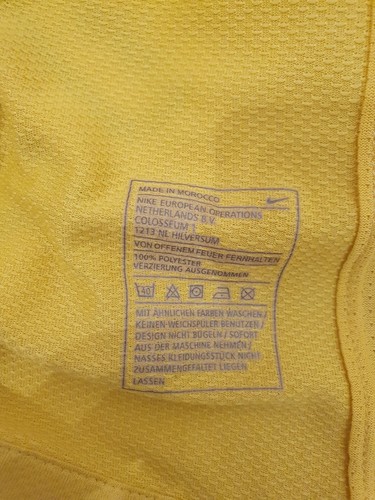 MADE IN MOROCCO
NIKE EUROPEAN OPERATIONS
NETHERLANDS B.V.
COLOSSEUM 1
1213 NL HILVERSUM
VON OFFENEM FEUER FERNHALTEN
100% POLYESTER
VERZIERUNG AUSGENOMMEN
40
MIT ÄHNLICHEN FARBEN WASCHEN /
KEINEN WEICHSPÜLER BENUTZEN /
DESIGN NICHT BÜGELN / SOFORT
AUS DER MASCHINE NEHMEN /
NASSES KLEIDUNGSSTÜCK NICHT
ZUSAMMENGEFALTET LIEGEN
LASSEN